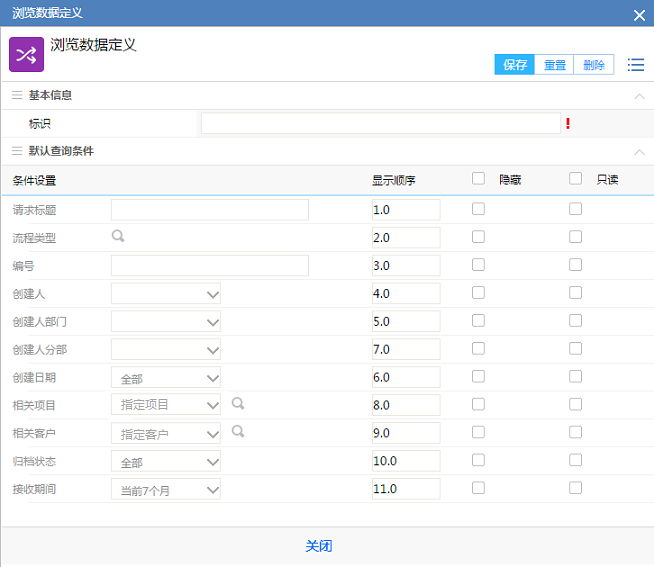 浏览数据定义
浏览数据定义
保存 重置 删除
基本信息
标识 !
默认查询条件
条件设置 显示顺序 隐藏 只读
请求标题 1.0
流程类型 2.0
编号 3.0
创建人 4.0
创建人部门 5.0
创建人分部 7.0
创建日期 全部 6.0
相关项目 指定项目 8.0
相关客户 指定客户 9.0
归档状态 全部 10.0
接收期间 当前7个月 11.0
关闭